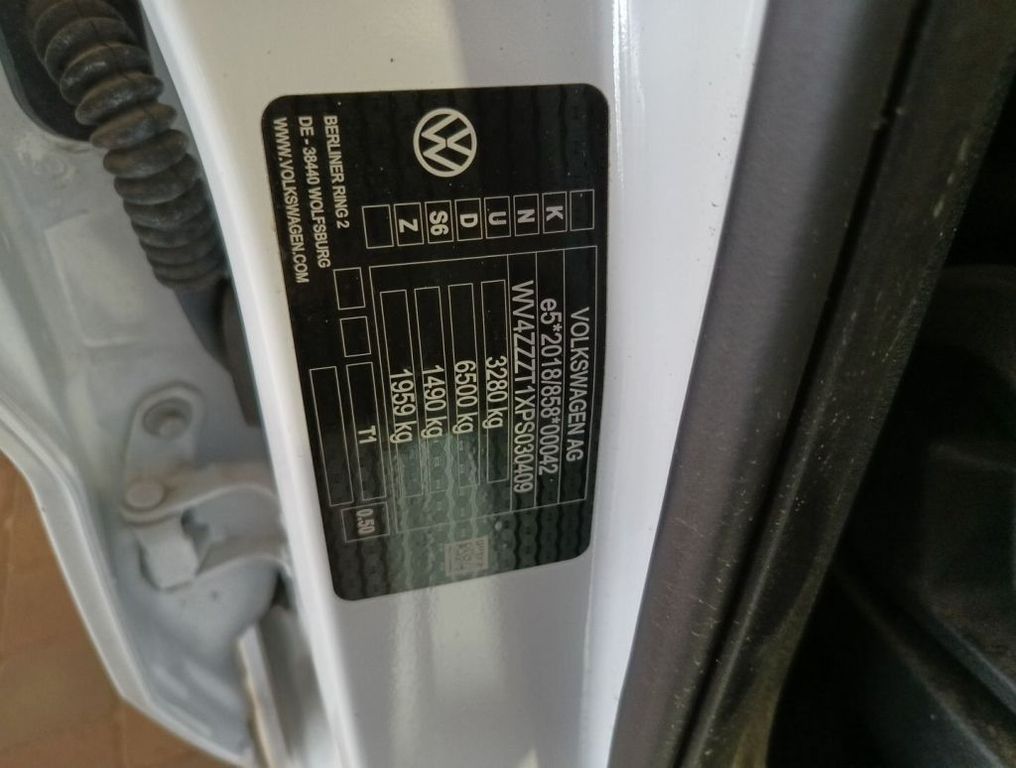 BERLINER RING 2
DE - 38440 WOLFSBURG
WWW.VOLKSWAGEN.COM
K
N
U
D
S6
Z
VOLKSWAGEN AG
e5*2018/858*00042
WV4ZZZT1XPS030409
3280 kg
6500 kg
1490 kg
1959 kg
T1
0.50